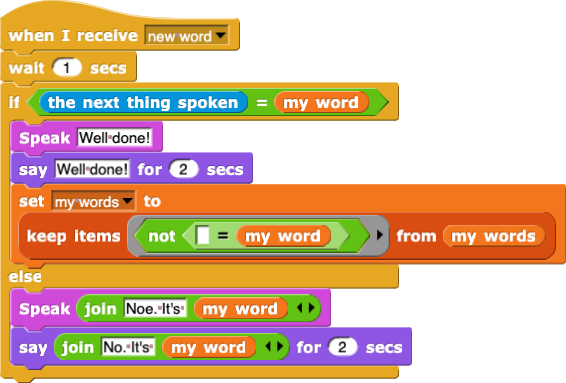 when I receive new word
wait 1 secs
if the next thing spoken = my word
Speak Well done!
say Well done! for 2 secs
set my words to
keep items not = my word from my words
else
Speak join Noe. It's my word
say join No. It's my word for 2 secs